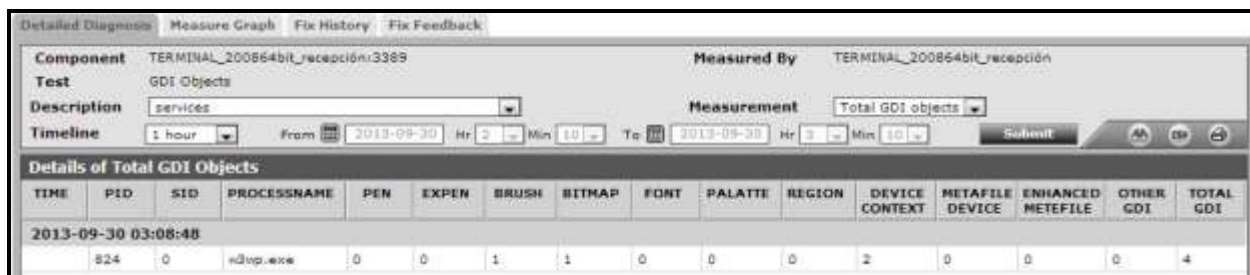 Detailed Diagnosis Measure Graph Fix History Fix Feedback
Component TERMINAL_200864bit_recepción:3389 Measured By TERMINAL_200864bit_recepción
Test GDI Objects
Description services Measurement Total GDI objects
Timeline 1 hour From 2013-09-30 Hr 2 Min 10 To 2013-09-30 Hr 3 Min 10 Submit
Details of Total GDI Objects
TIME PID SID PROCESSNAME PEN EXPEN BRUSH BITMAP FONT PALATTE REGION DEVICE CONTEXT METAFILE DEVICE ENHANCED METEFILE OTHER GDI TOTAL GDI
2013-09-30 03:08:48
824 0 0 0 1 1 0 0 0 2 0 0 0 4